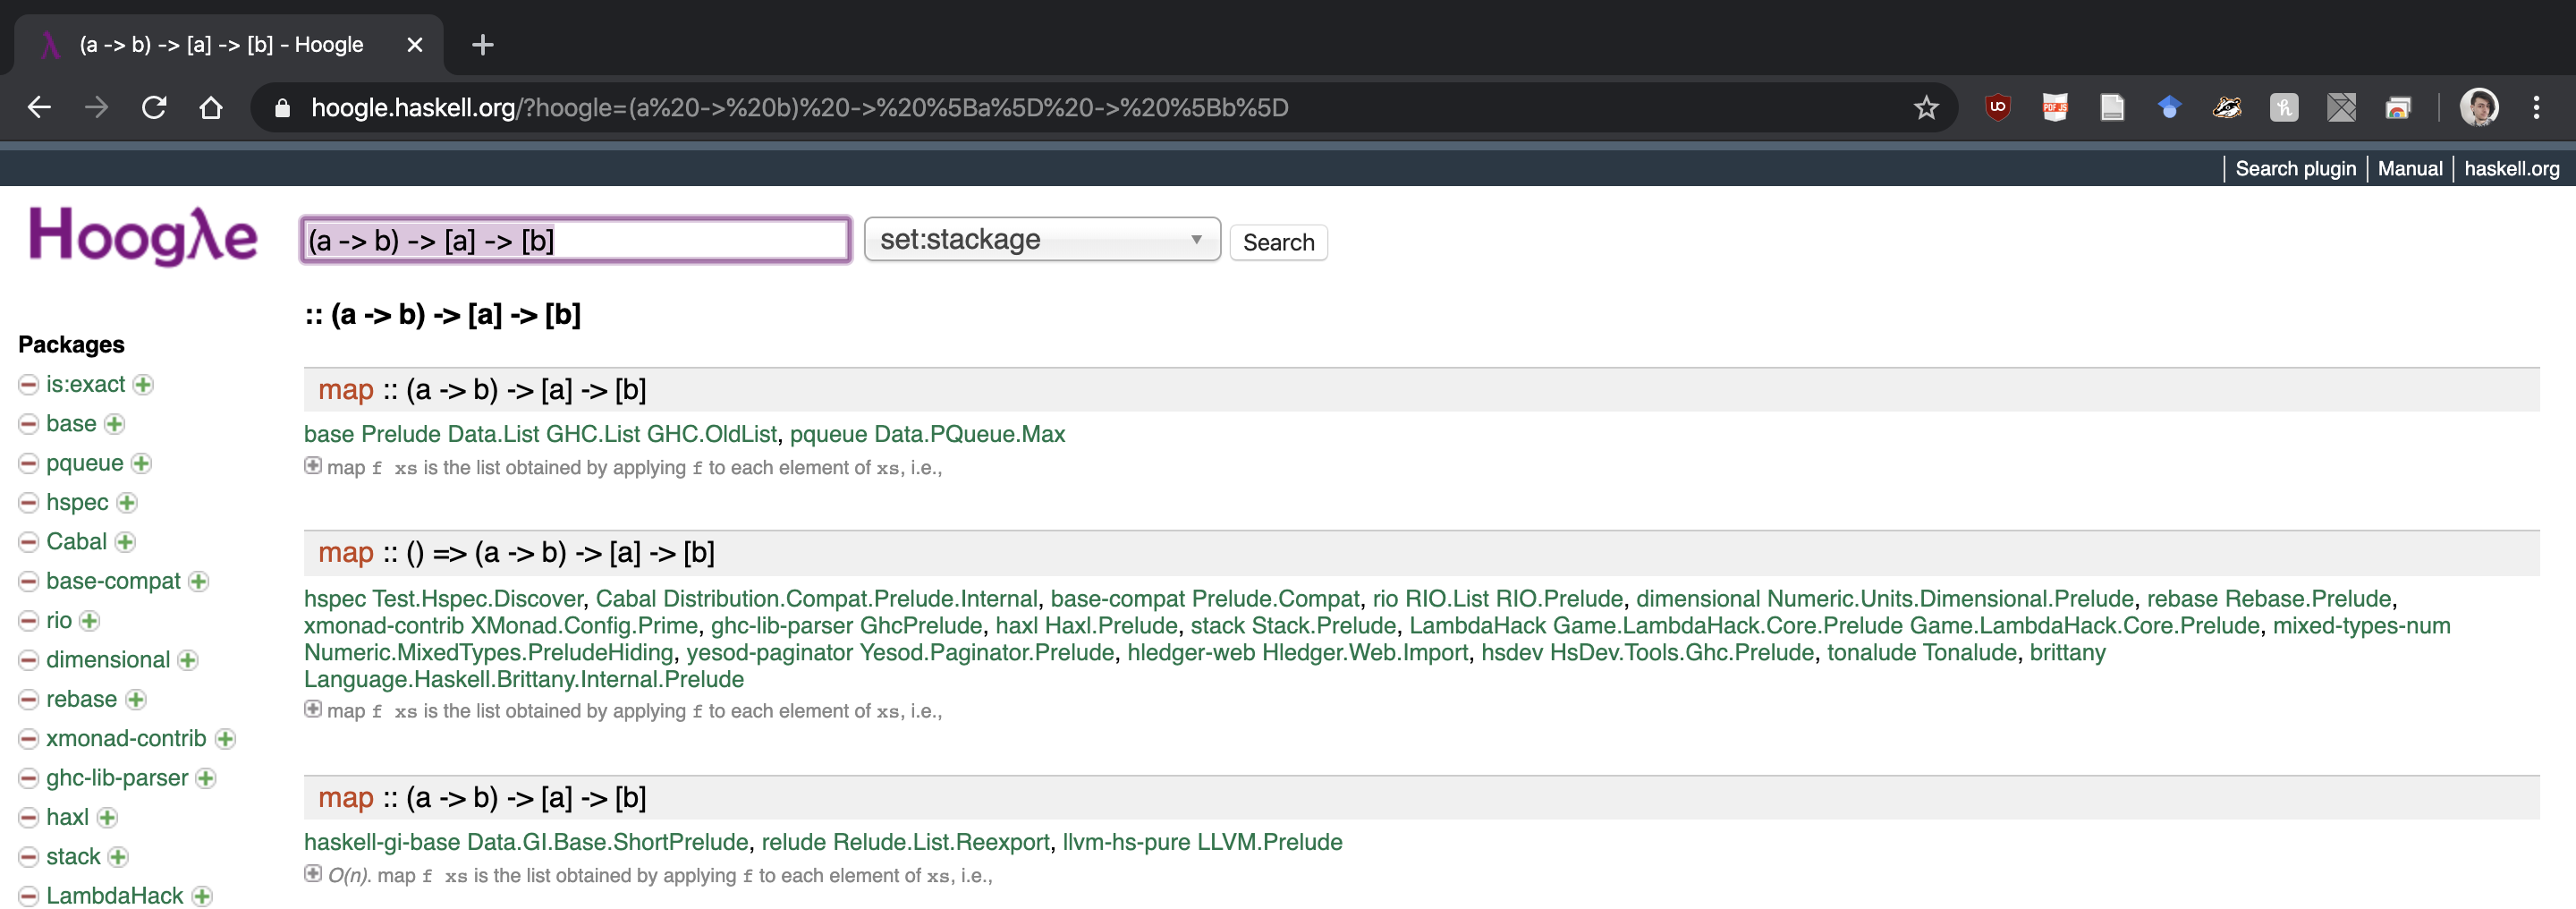 (a -> b) -> [a] -> [b] - Hoogle
hoogle.haskell.org/?hoogle=(a%20->%20b)%20->%20%5Ba%5D%20->%20%5Bb%5D
Search plugin | Manual | haskell.org
Hoogλe
(a -> b) -> [a] -> [b]
set:stackage
Search
:: (a -> b) -> [a] -> [b]
Packages
is:exact
base
pqueue
hspec
Cabal
base-compat
rio
dimensional
rebase
xmonad-contrib
ghc-lib-parser
haxl
stack
LambdaHack
map :: (a -> b) -> [a] -> [b]
base Prelude Data.List GHC.List GHC.OldList, pqueue Data.PQueue.Max
map f xs is the list obtained by applying f to each element of xs, i.e.,
map :: () => (a -> b) -> [a] -> [b]
hspec Test.Hspec.Discover, Cabal Distribution.Compat.Prelude.Internal, base-compat Prelude.Compat, rio RIO.List RIO.Prelude, dimensional Numeric.Units.Dimensional.Prelude, rebase Rebase.Prelude,
xmonad-contrib XMonad.Config.Prime, ghc-lib-parser GhcPrelude, haxl Haxl.Prelude, stack Stack.Prelude, LambdaHack Game.LambdaHack.Core.Prelude Game.LambdaHack.Core.Prelude, mixed-types-num
Numeric.MixedTypes.PreludeHiding, yesod-paginator Yesod.Paginator.Prelude, hledger-web Hledger.Web.Import, hsdev HsDev.Tools.Ghc.Prelude, tonalude Tonalude, brittany
Language.Haskell.Brittany.Internal.Prelude
map f xs is the list obtained by applying f to each element of xs, i.e.,
map :: (a -> b) -> [a] -> [b]
haskell-gi-base Data.GI.Base.ShortPrelude, relude Relude.List.Reexport, llvm-hs-pure LLVM.Prelude
O(n). map f xs is the list obtained by applying f to each element of xs, i.e.,